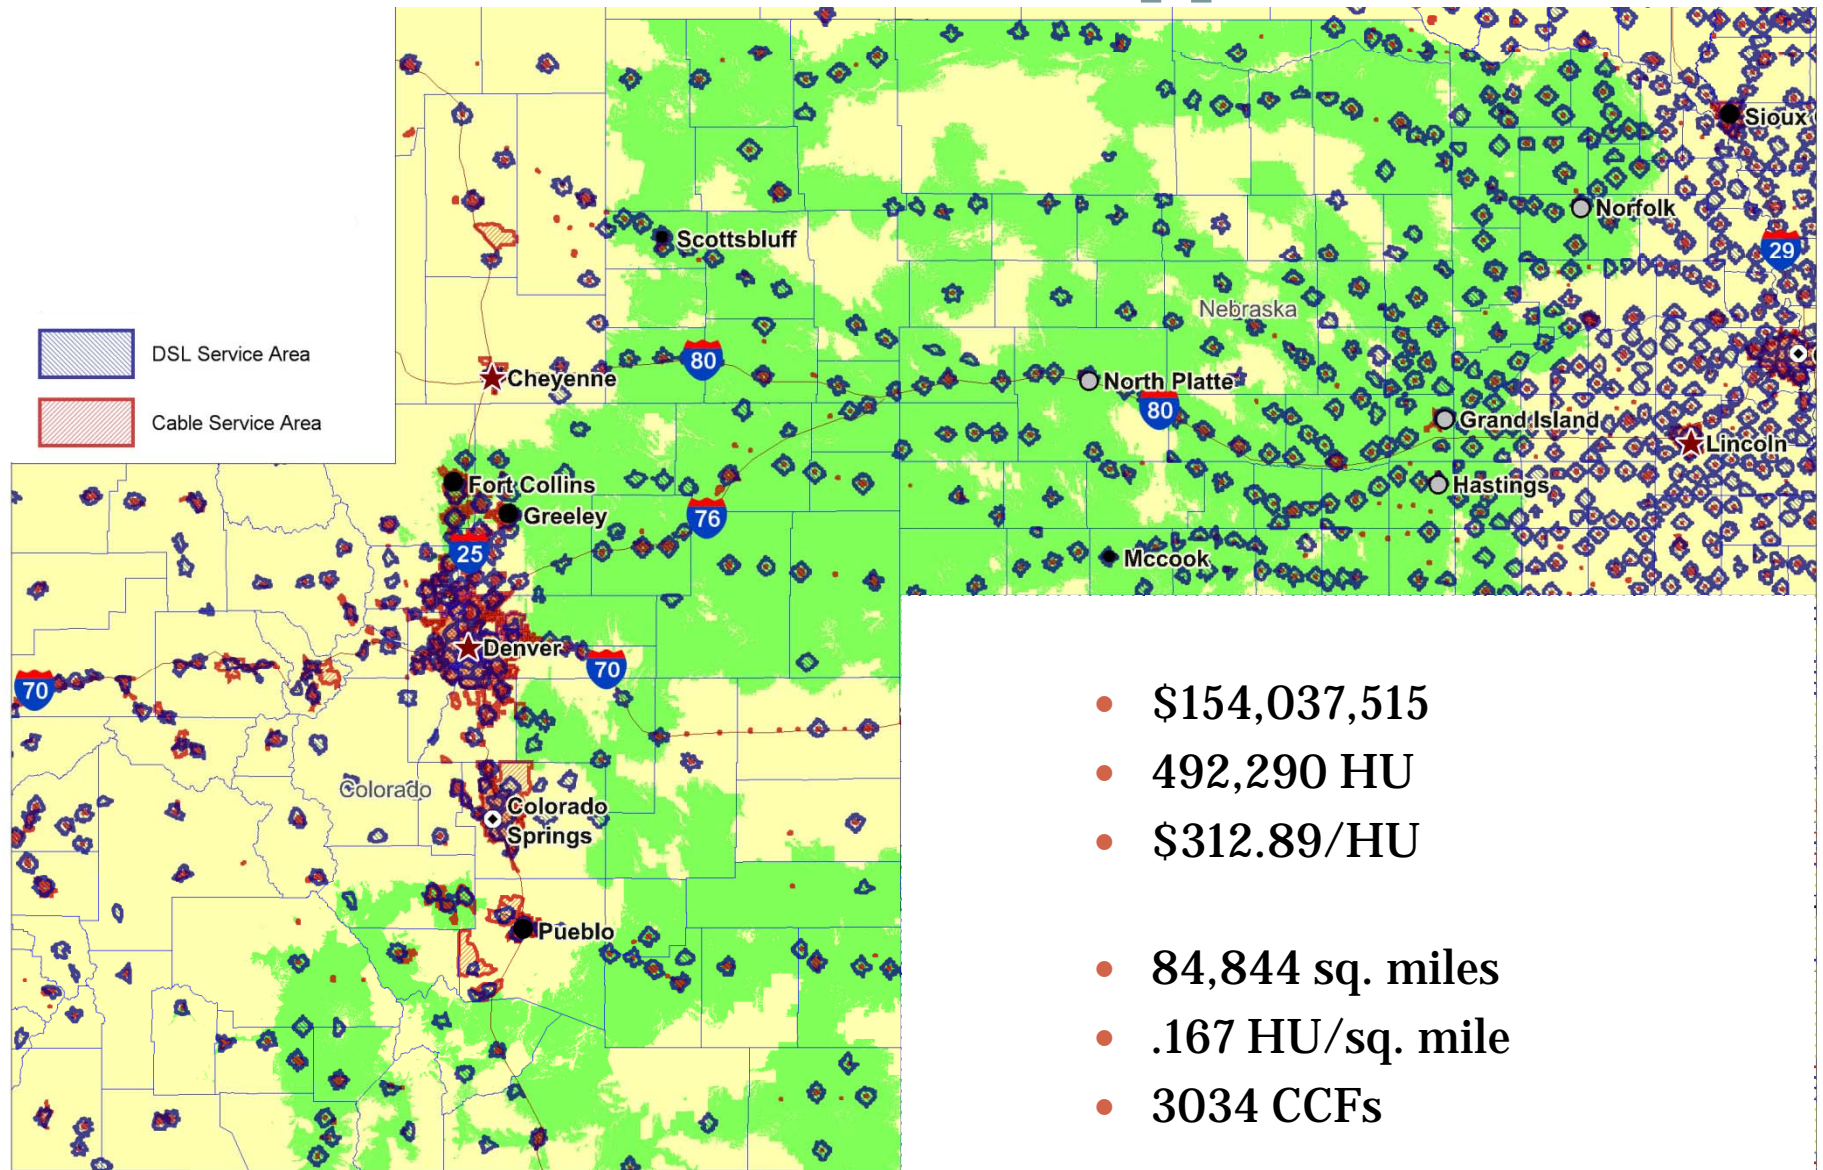 Sioux
Norfolk
29
Scottsbluff
Nebraska
DSL Service Area
80
Cheyenne
North Platte
80
Cable Service Area
Grand Island
Lincoln
Fort Collins
Hastings
Greeley
76
25
Mccook
Denver
70
70
Colorado
Colorado
Springs
Pueblo
• $154,037,515
• 492,290 HU
• $312.89/HU
• 84,844 sq. miles
• .167 HU/sq. mile
• 3034 CCFs